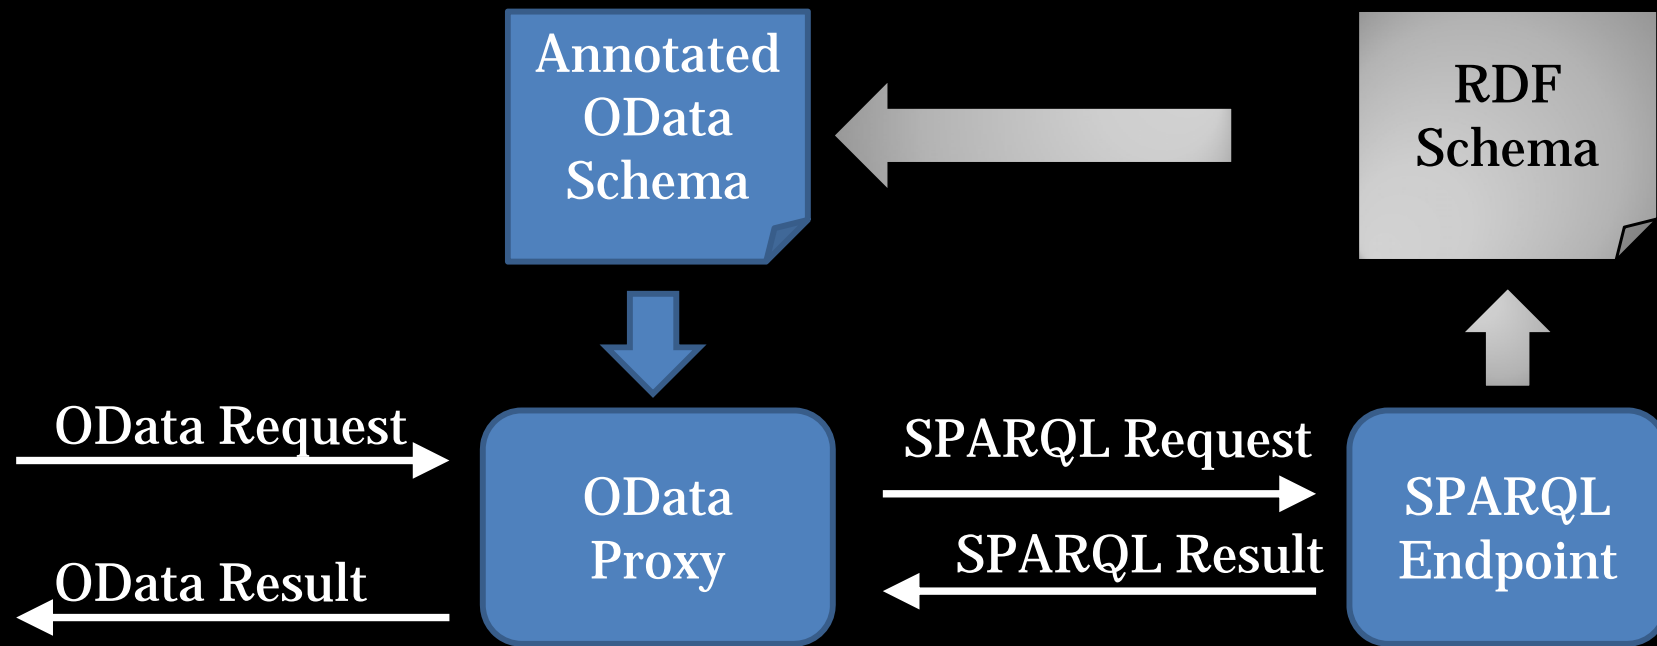 Annotated
OData
Schema
RDF
Schema
OData Request
OData Result
OData
Proxy
SPARQL Request
SPARQL Result
SPARQL
Endpoint